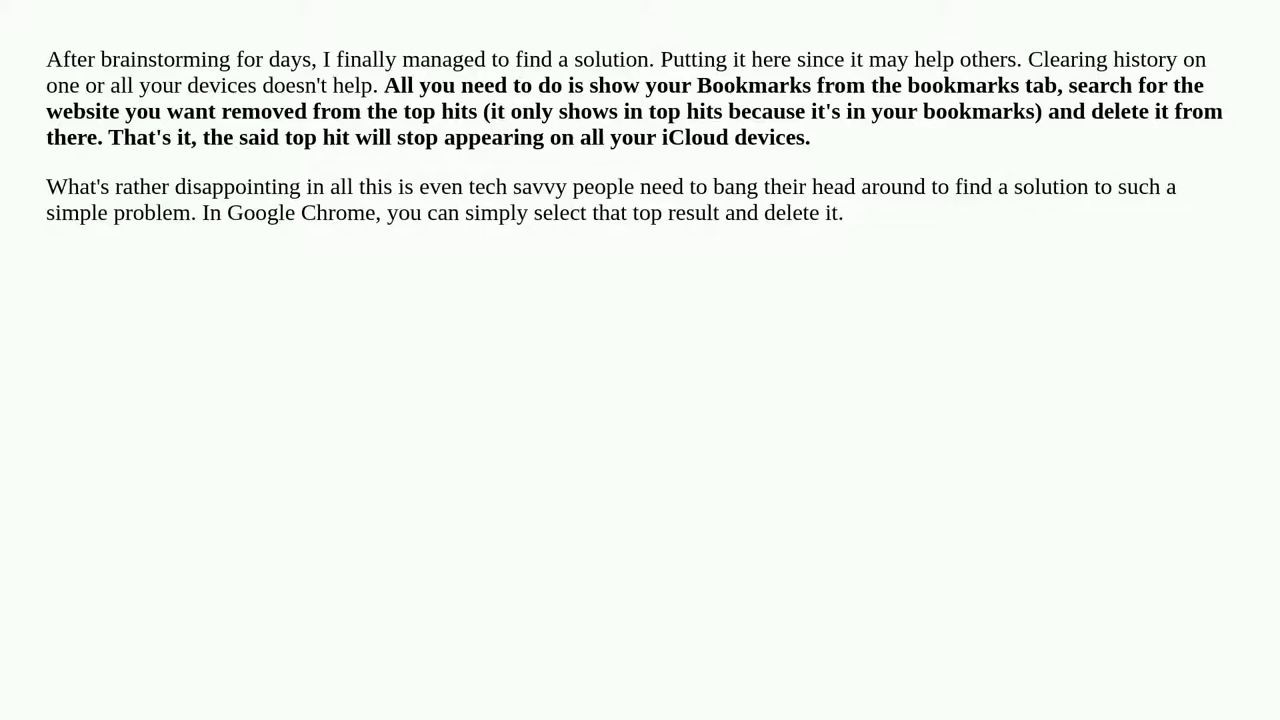 After brainstorming for days, I finally managed to find a solution. Putting it here since it may help others. Clearing history on
one or all your devices doesn't help. All you need to do is show your Bookmarks from the bookmarks tab, search for the
website you want removed from the top hits (it only shows in top hits because it's in your bookmarks) and delete it from
there. That's it, the said top hit will stop appearing on all your iCloud devices.
What's rather disappointing in all this is even tech savvy people need to bang their head around to find a solution to such a
simple problem. In Google Chrome, you can simply select that top result and delete it.